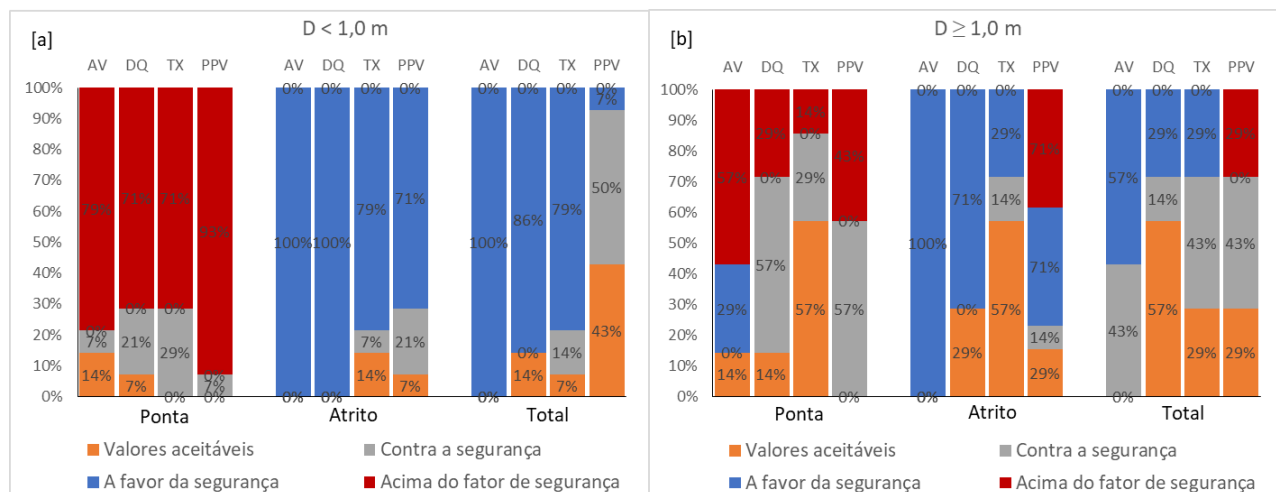 [a]
D < 1,0 m
AV DQ TX PPV AV DQ TX PPV AV DQ TX PPV
100%
90%
80%
70%
60%
50%
40%
30%
20%
10%
0%
79% 71% 71% 93%
0% 0% 0% 0%
7% 21% 29% 7%
14% 7% 0% 0%
0% 0% 0% 0%
100% 100% 79% 71%
7% 21%
0% 0% 14% 7%
0% 0% 0% 0%
100% 86% 79% 7%
0% 14% 50%
0% 14% 7% 43%
Ponta Atrito Total
Valores aceitáveis Contra a segurança
A favor da segurança Acima do fator de segurança
[b]
D ≥ 1,0 m
AV DQ TX PPV AV DQ TX PPV AV DQ TX PPV
100%
90%
80%
70%
60%
50%
40%
30%
20%
10%
0%
57% 29% 14% 43%
29% 0% 0% 0%
0% 57% 29% 57%
14% 14% 57% 0%
0% 0% 0% 71%
100% 71% 29% 71%
0% 14% 14%
0% 29% 57% 29%
0% 0% 0% 29%
57% 29% 29% 0%
43% 14% 43% 43%
0% 57% 29% 29%
Ponta Atrito Total
Valores aceitáveis Contra a segurança
A favor da segurança Acima do fator de segurança